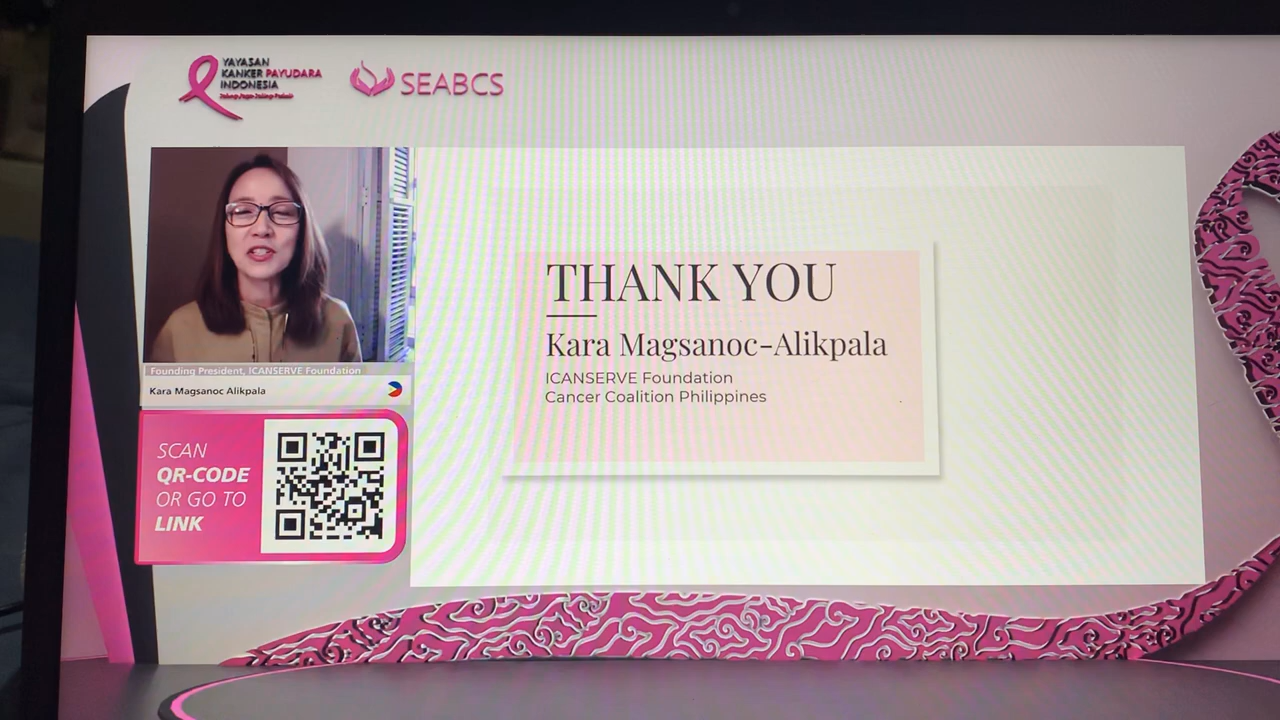 YAYASAN
KANKER PAYUDARA
INDONESIA
SEABCS
Founding President, ICANSERVE Foundation
Kara Magsanoc Alikpala
SCAN
QR-CODE
OR GO TO
LINK
THANK YOU
Kara Magsanoc-Alikpala
ICANSERVE Foundation
Cancer Coalition Philippines